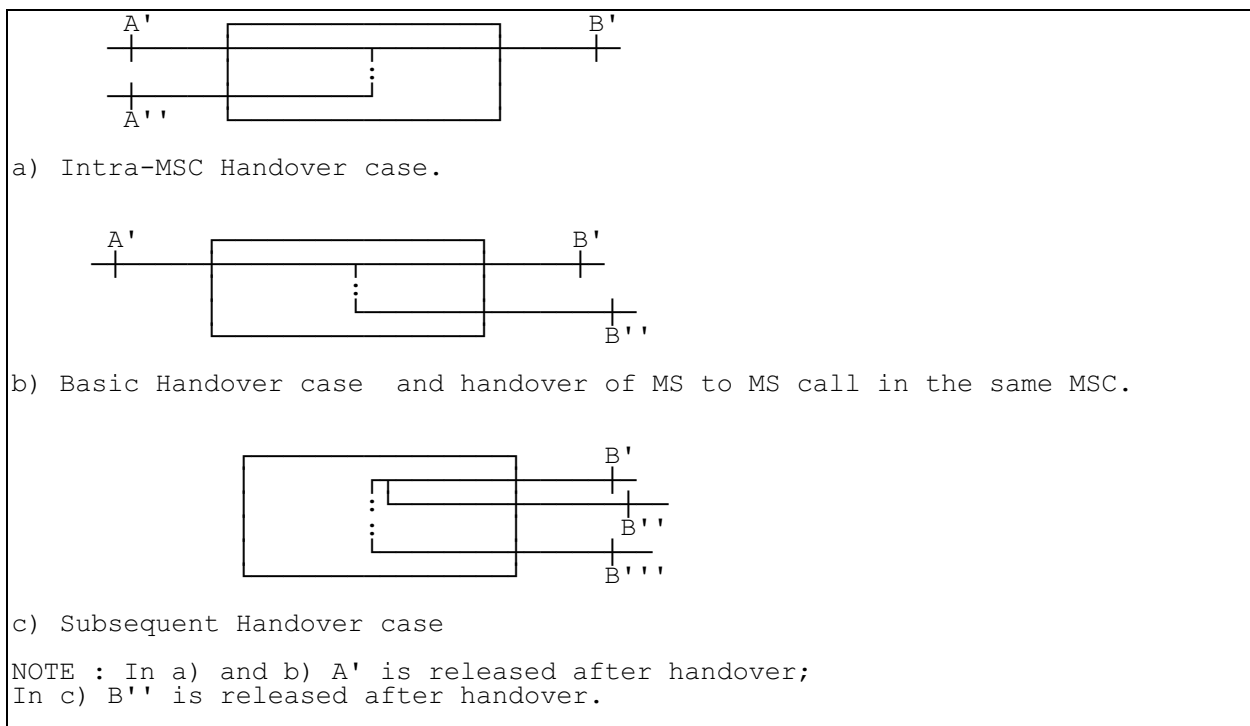 A' B'
A''
a) Intra-MSC Handover case.
A' B'
B''
b) Basic Handover case  and handover of MS to MS call in the same MSC.
B'
B''
B'''
c) Subsequent Handover case
NOTE : In a) and b) A' is released after handover;
In c) B'' is released after handover.